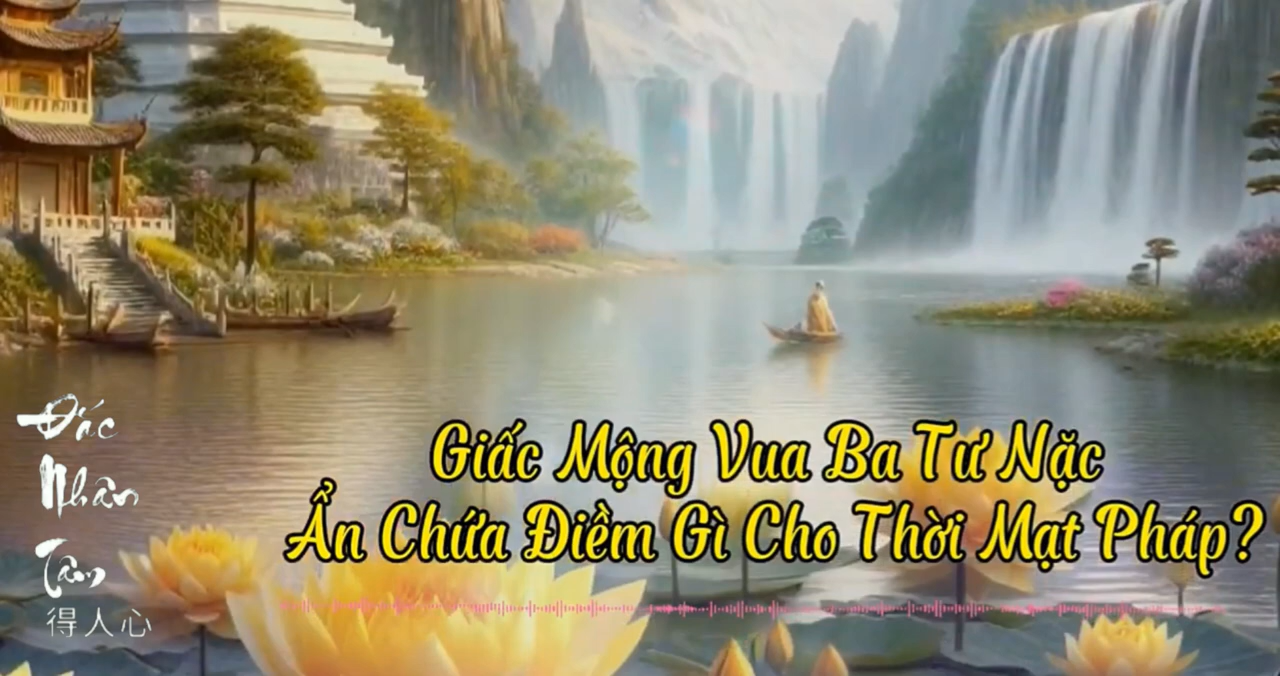 Giấc Mộng Vua Ba Tư Nặc
Ẩn Chứa Điềm Gì Cho Thời Mạt Pháp?
Đắc
Nhân
Tâm
得人心